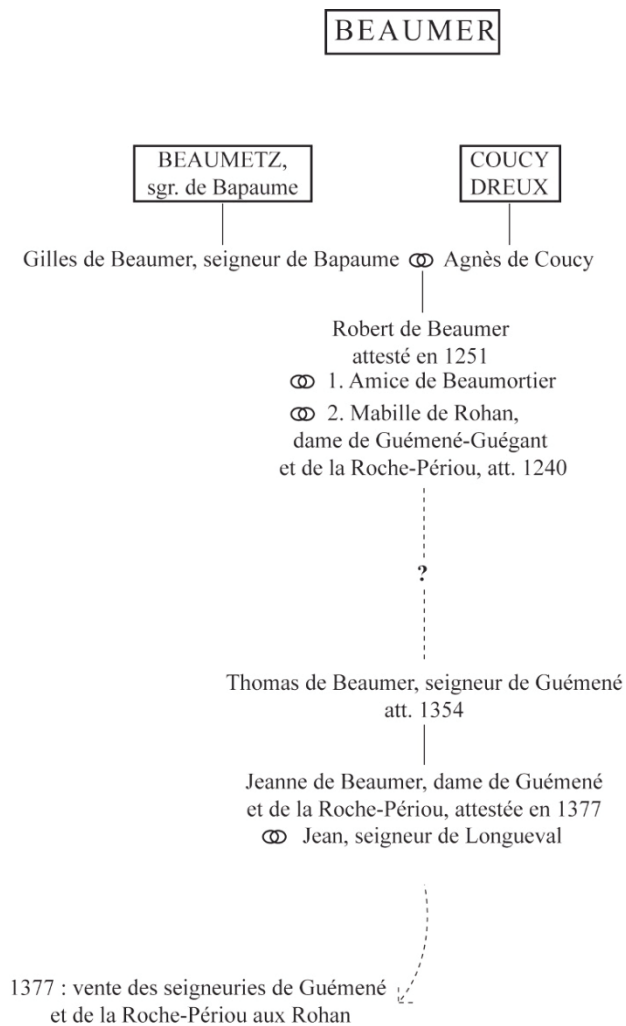 BEAUMER
BEAUMETZ,
sgr. de Bapaume
COUCY
DREUX
Gilles de Beaumer, seigneur de Bapaume ⚭ Agnès de Coucy
Robert de Beaumer
attesté en 1251
⚭ 1. Amice de Beaumortier
⚭ 2. Mabille de Rohan,
dame de Guémené-Guégant
et de la Roche-Périou, att. 1240
?
Thomas de Beaumer, seigneur de Guémené
att. 1354
Jeanne de Beaumer, dame de Guémené
et de la Roche-Périou, attestée en 1377
⚭ Jean, seigneur de Longueval
1377 : vente des seigneuries de Guémené
et de la Roche-Périou aux Rohan